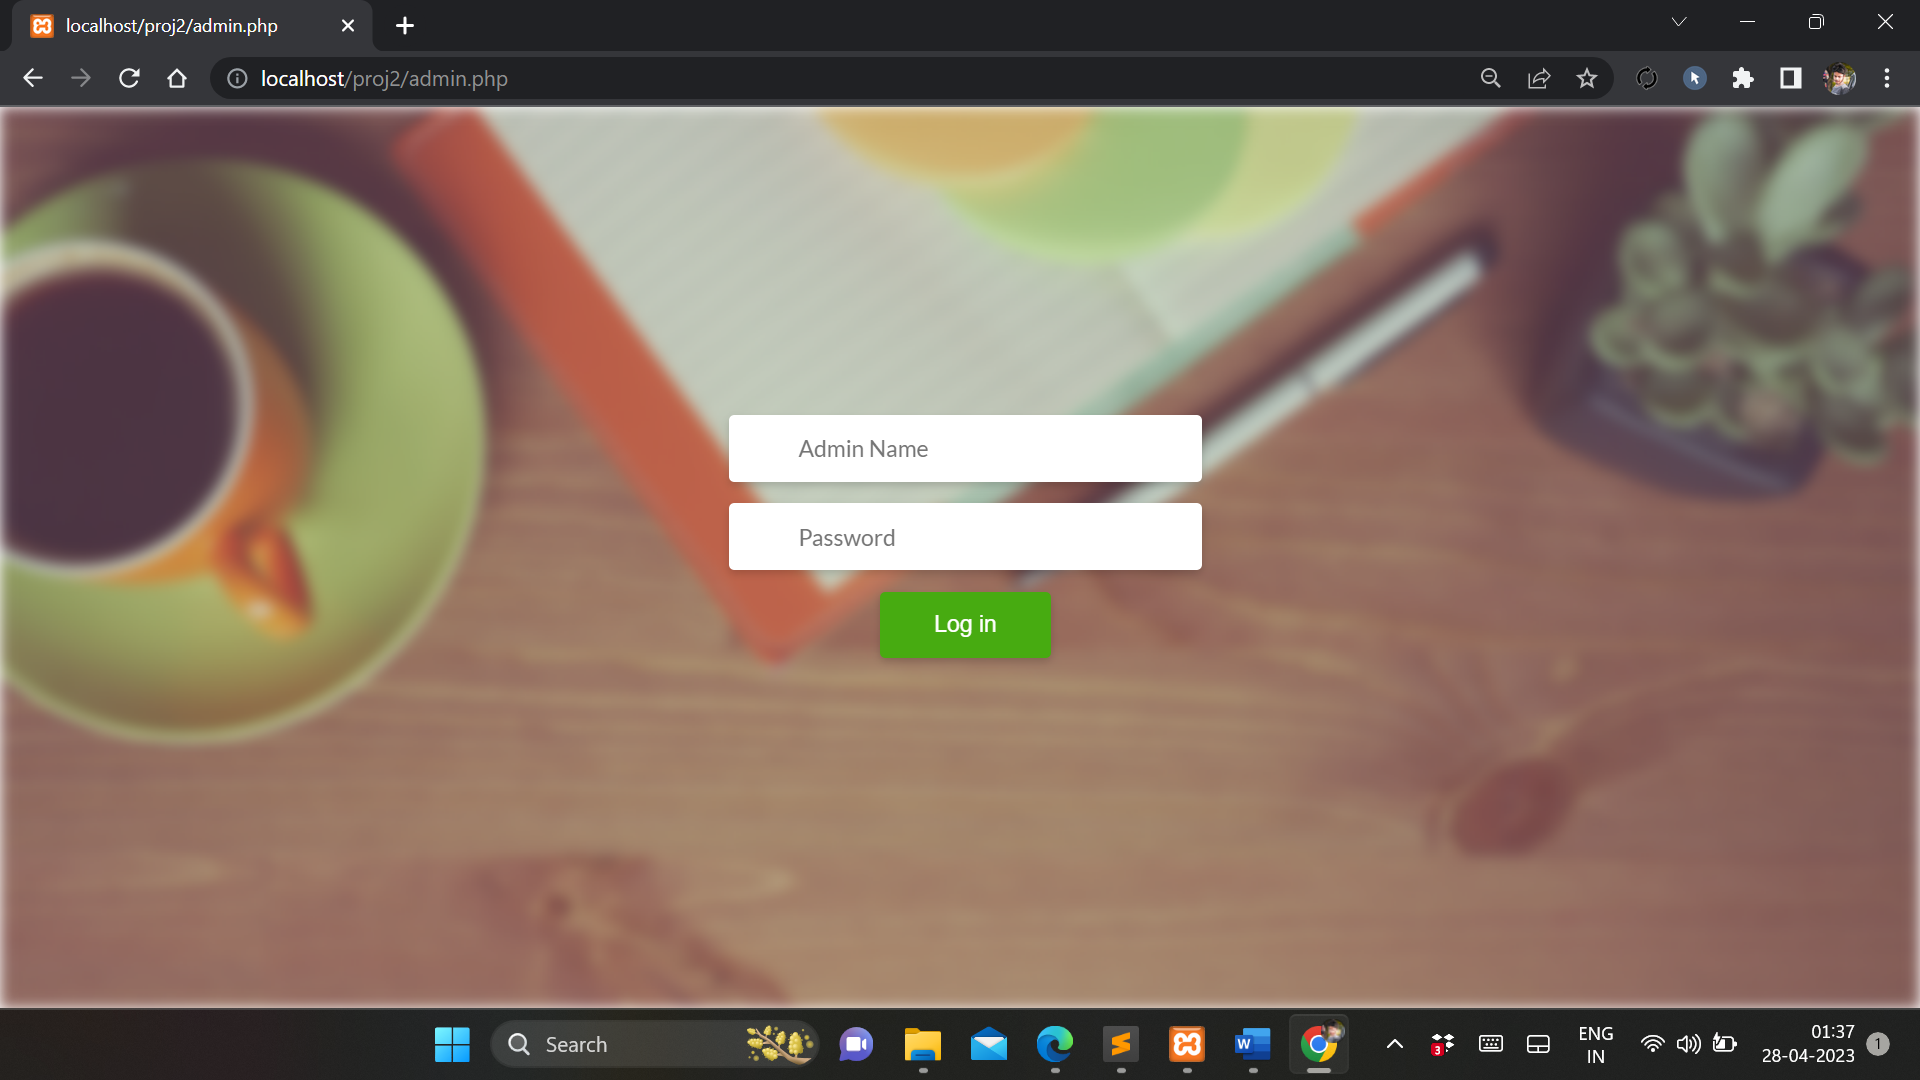 localhost/proj2/admin.php
localhost/proj2/admin.php
Admin Name
Password
Log in
Search
W
3
ENG
IN
01:37
28-04-2023
1